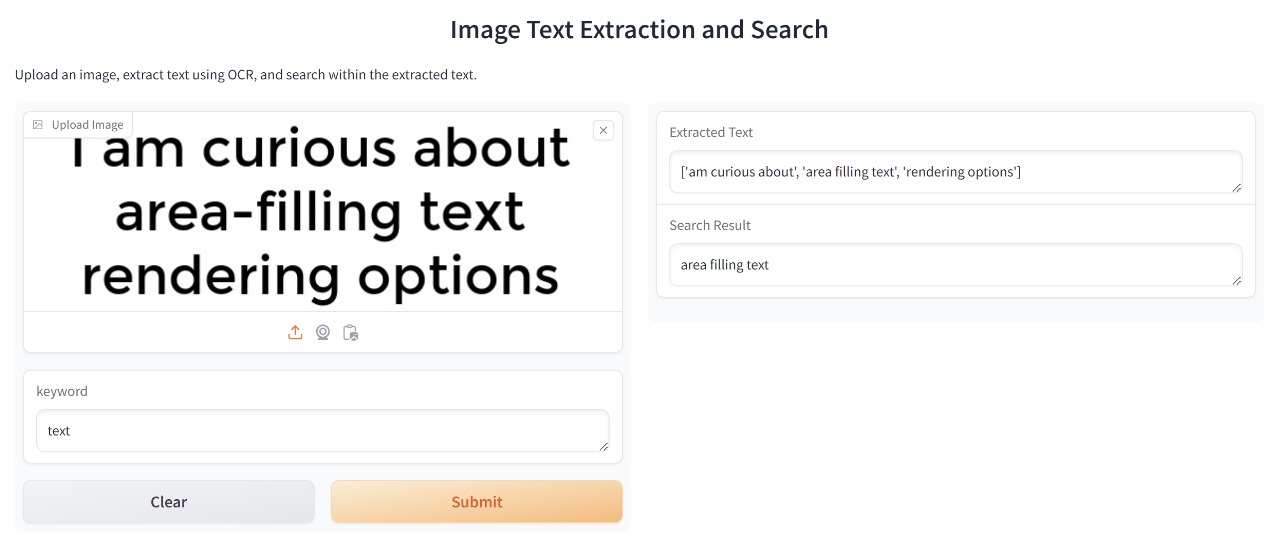 Image Text Extraction and Search
Upload an image, extract text using OCR, and search within the extracted text.
Upload Image
I am curious about
area-filling text
rendering options
keyword
text
Clear
Submit
Extracted Text
['am curious about', 'area filling text', 'rendering options']
Search Result
area filling text